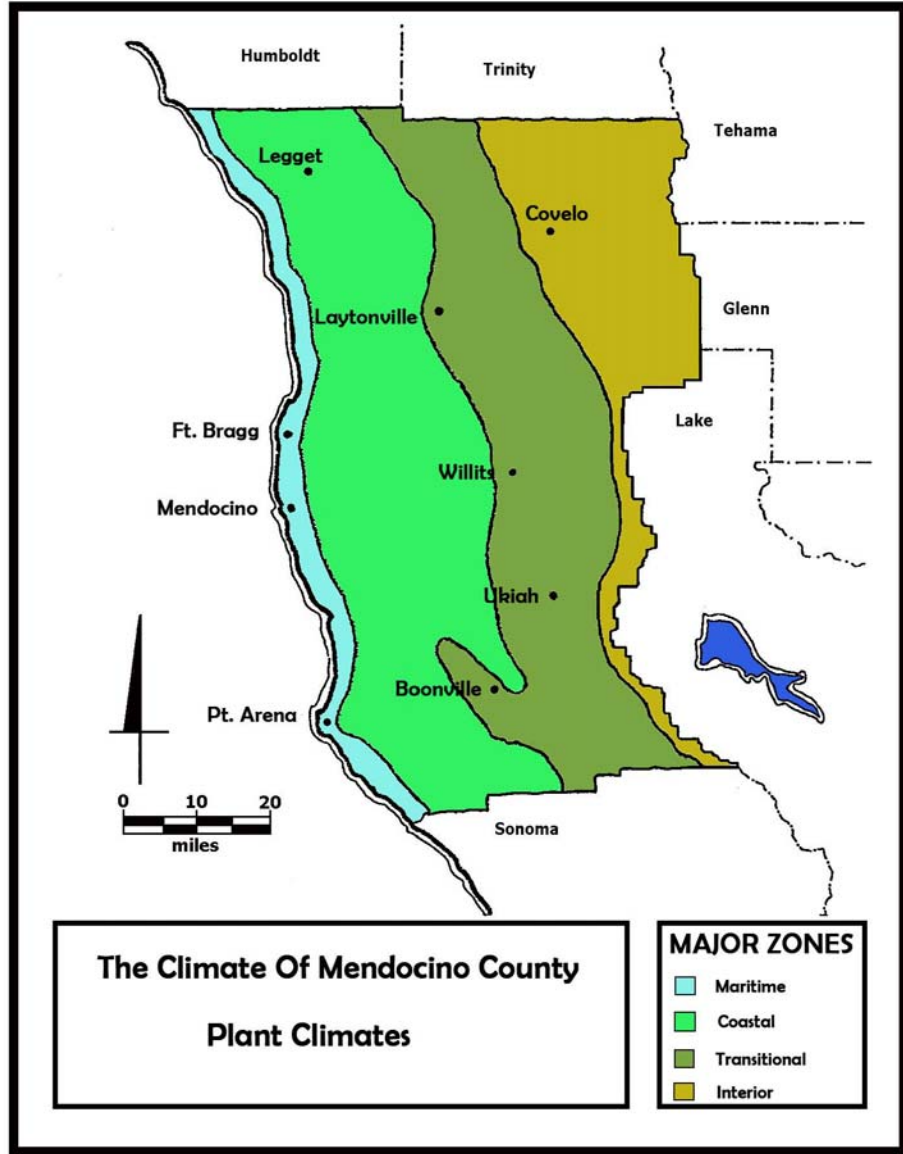 Humboldt
Trinity
Tehama
Legget
Covelo
Glenn
Laytonville
Lake
Ft. Bragg
Willits
Mendocino
Ukiah
Boonville
Pt. Arena
0 10 20
miles
Sonoma
The Climate Of Mendocino County
Plant Climates
MAJOR ZONES
Maritime
Coastal
Transitional
Interior